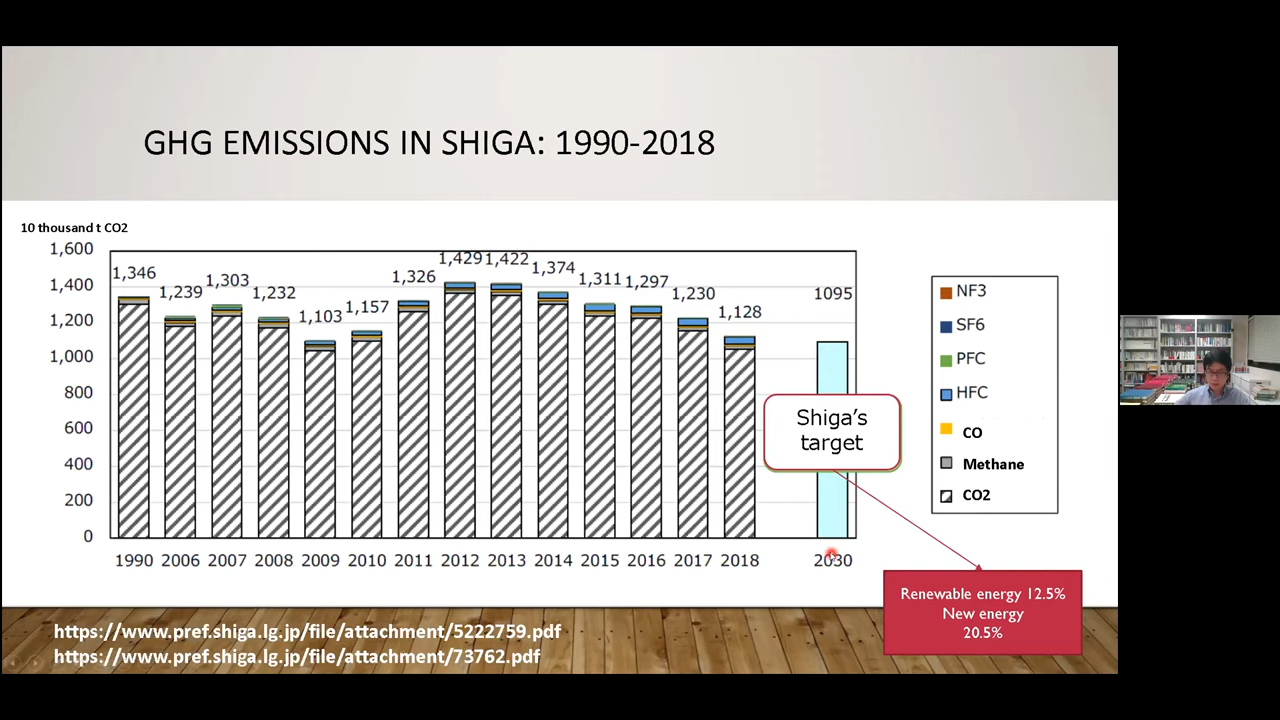 GHG EMISSIONS IN SHIGA: 1990-2018
10 thousand t CO2
1,600
1,400
1,200
1,000
800
600
400
200
0
1,346
1,239
1,303
1,232
1,103
1,157
1,326
1,429
1,422
1,374
1,311
1,297
1,230
1,128
1095
1990 2006 2007 2008 2009 2010 2011 2012 2013 2014 2015 2016 2017 2018 2030
Shiga's
target
NF3
SF6
PFC
HFC
CO
Methane
CO2
Renewable energy 12.5%
New energy
20.5%
https://www.pref.shiga.lg.jp/file/attachment/5222759.pdf
https://www.pref.shiga.lg.jp/file/attachment/73762.pdf